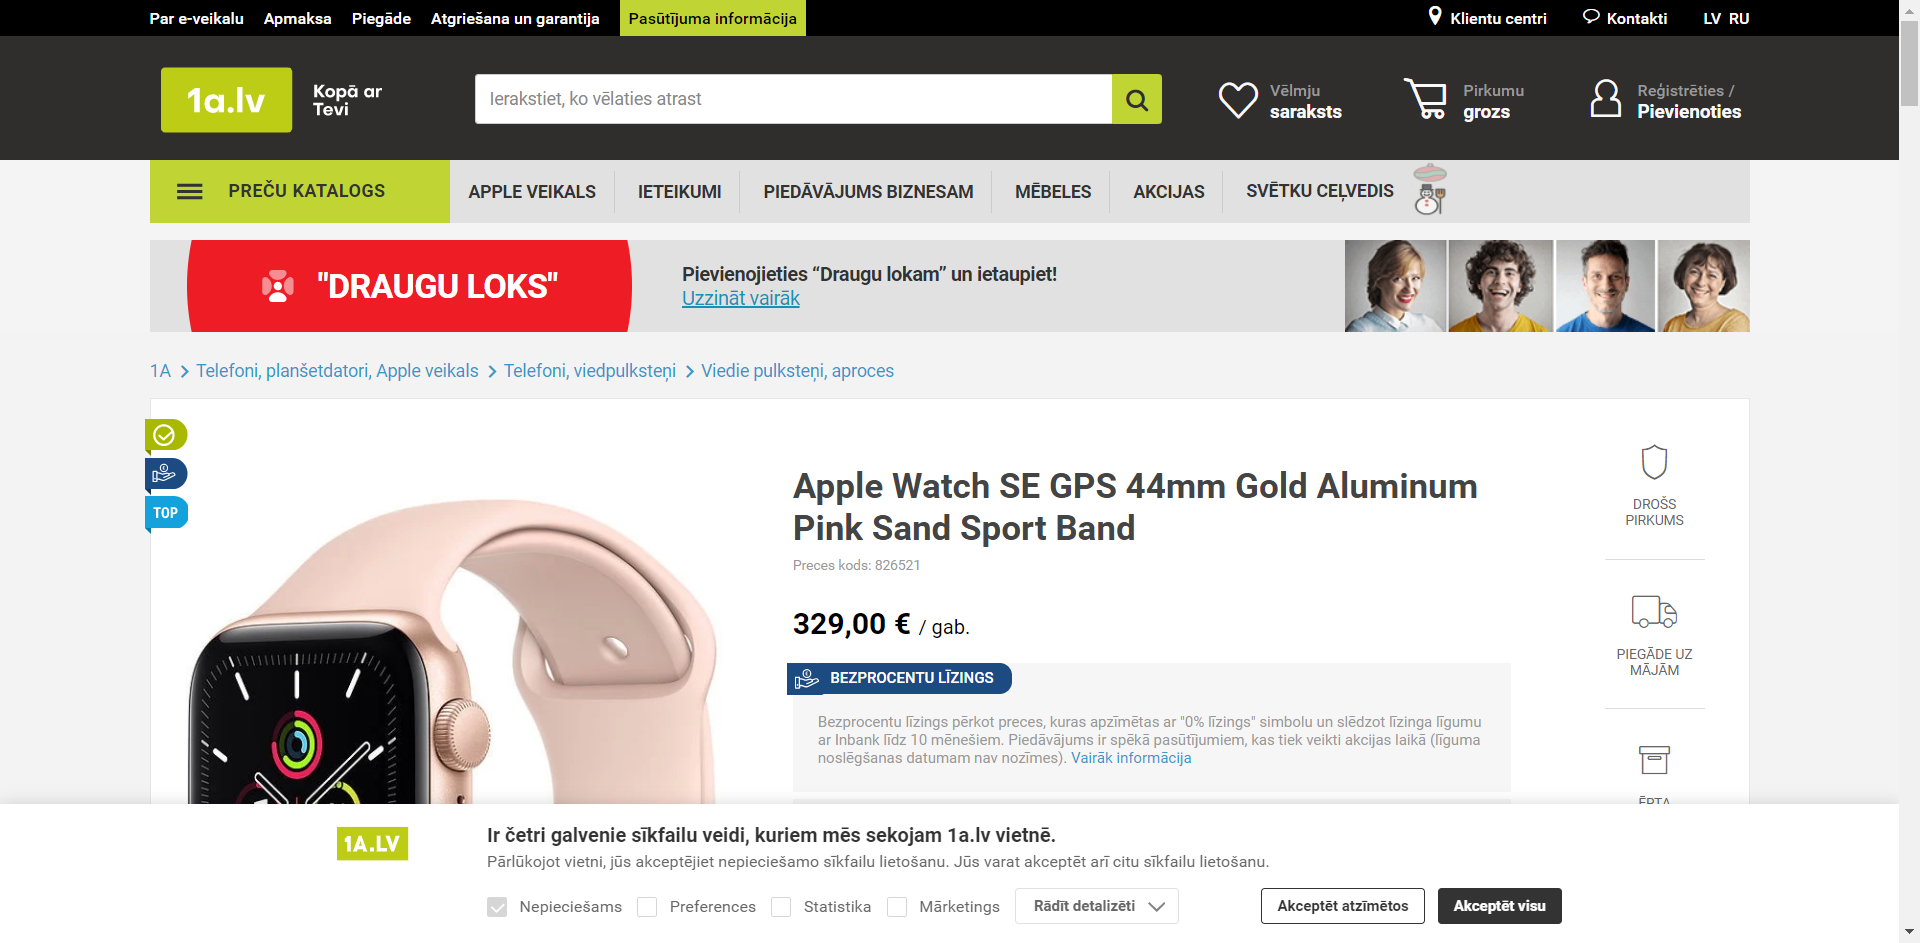 Par e-veikalu Apmaksa Piegāde Atgriešana un garantija Pasūtījuma informācija Klientu centri Kontakti LV RU
1a.lv
Kopā ar
Tevi
Ierakstiet, ko vēlaties atrast
Vēlmju
saraksts
Pirkumu
grozs
Reģistrēties /
Pievienoties
PREČU KATALOGS APPLE VEIKALS IETEIKUMI PIEDĀVĀJUMS BIZNESAM MĒBELES AKCIJAS SVĒTKU CEĻVEDIS
"DRAUGU LOKS"
Pievienojieties “Draugu lokam” un ietaupiet!
Uzzināt vairāk
1A Telefoni, planšetdatori, Apple veikals Telefoni, viedpulksteņi Viedie pulksteņi, aproces
TOP
Apple Watch SE GPS 44mm Gold Aluminum
Pink Sand Sport Band
Preces kods: 826521
329,00 € / gab.
BEZPROCENTU LĪZINGS
Bezprocentu līzings pērkot preces, kuras apzīmētas ar "0% līzings" simbolu un slēdzot līzinga līgumu
ar Inbank līdz 10 mēnešiem. Piedāvājums ir spēkā pasūtījumiem, kas tiek veikti akcijas laikā (līguma
noslēgšanas datumam nav nozīmes). Vairāk informācija
DROŠS
PIRKUMS
PIEGĀDE UZ
MĀJĀM
ĒRTA
1A.LV
Ir četri galvenie sīkfailu veidi, kuriem mēs sekojam 1a.lv vietnē.
Pārlūkojot vietni, jūs akceptējiet nepieciešamo sīkfailu lietošanu. Jūs varat akceptēt arī citu sīkfailu lietošanu.
Nepieciešams Preferences Statistika Mārketings Rādīt detalizēti Akceptēt atzīmētos Akceptēt visu